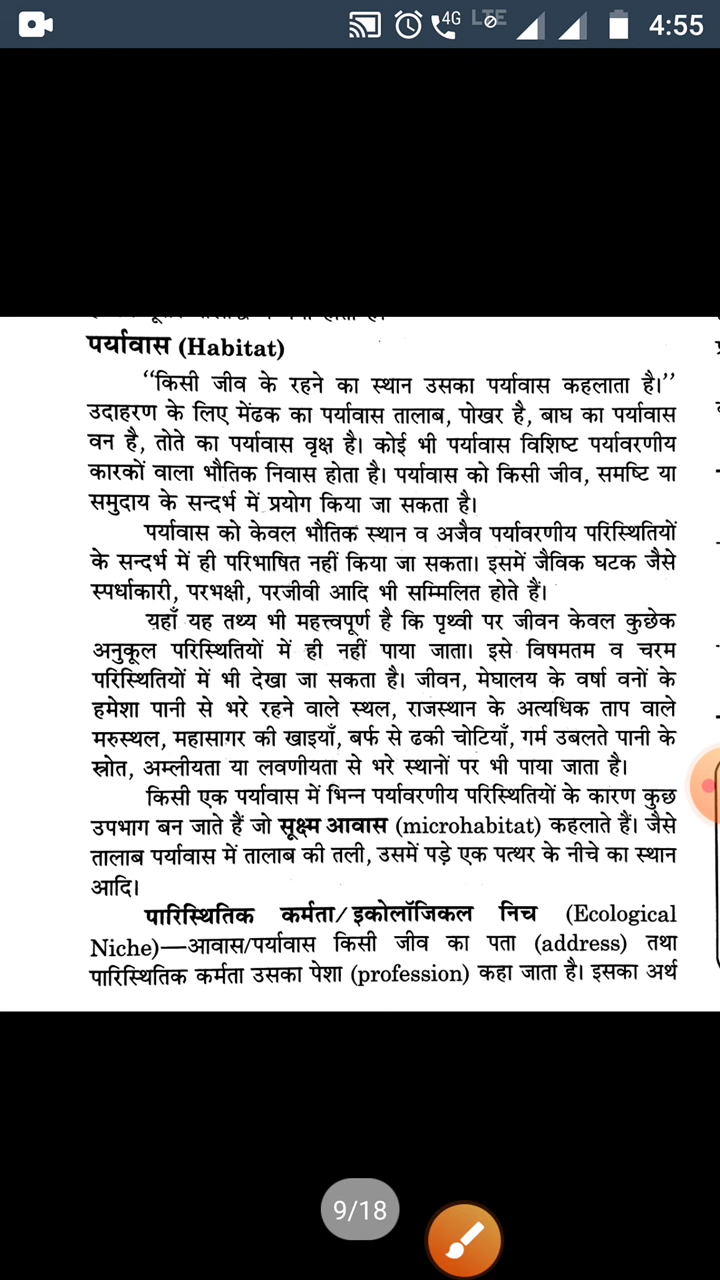 4G LTE 4:55
पर्यावास (Habitat)
‘‘किसी जीव के रहने का स्थान उसका पर्यावास कहलाता है।’’
उदाहरण के लिए मेंढक का पर्यावास तालाब, पोखर है, बाघ का पर्यावास
वन है, तोते का पर्यावास वृक्ष है। कोई भी पर्यावास विशिष्ट पर्यावरणीय
कारकों वाला भौतिक निवास होता है। पर्यावास को किसी जीव, समष्टि या
समुदाय के सन्दर्भ में प्रयोग किया जा सकता है।
पर्यावास को केवल भौतिक स्थान व अजैव पर्यावरणीय परिस्थितियों
के सन्दर्भ में ही परिभाषित नहीं किया जा सकता। इसमें जैविक घटक जैसे
स्पर्धाकारी, परभक्षी, परजीवी आदि भी सम्मिलित होते हैं।
यहाँ यह तथ्य भी महत्त्वपूर्ण है कि पृथ्वी पर जीवन केवल कुछेक
अनुकूल परिस्थितियों में ही नहीं पाया जाता। इसे विषमतम व चरम
परिस्थितियों में भी देखा जा सकता है। जीवन, मेघालय के वर्षा वनों के
हमेशा पानी से भरे रहने वाले स्थल, राजस्थान के अत्यधिक ताप वाले
मरुस्थल, महासागर की खाइयाँ, बर्फ से ढकी चोटियाँ, गर्म उबलते पानी के
स्रोत, अम्लीयता या लवणीयता से भरे स्थानों पर भी पाया जाता है।
किसी एक पर्यावास में भिन्न पर्यावरणीय परिस्थितियों के कारण कुछ
उपभाग बन जाते हैं जो सूक्ष्म आवास (microhabitat) कहलाते हैं। जैसे
तालाब पर्यावास में तालाब की तली, उसमें पड़े एक पत्थर के नीचे का स्थान
आदि।
पारिस्थितिक कर्मता/इकोलॉजिकल निच (Ecological
Niche)—आवास/पर्यावास किसी जीव का पता (address) तथा
पारिस्थितिक कर्मता उसका पेशा (profession) कहा जाता है। इसका अर्थ
9/18